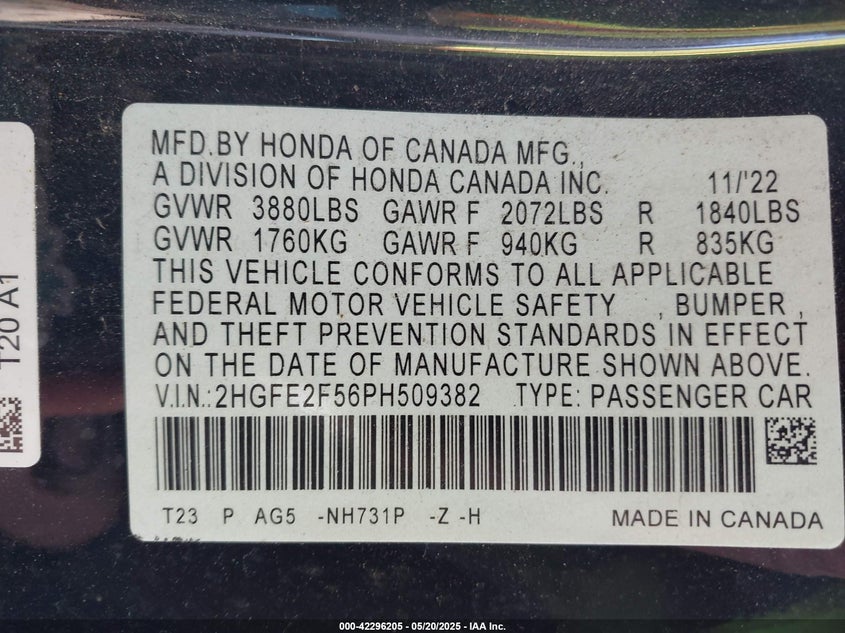 MFD.BY HONDA OF CANADA MFG.,
A DIVISION OF HONDA CANADA INC. 11/'22
GVWR 3880LBS GAWR F 2072LBS R 1840LBS
GVWR 1760KG GAWR F 940KG R 835KG
THIS VEHICLE CONFORMS TO ALL APPLICABLE
FEDERAL MOTOR VEHICLE SAFETY , BUMPER ,
AND THEFT PREVENTION STANDARDS IN EFFECT
ON THE DATE OF MANUFACTURE SHOWN ABOVE.
V.I.N.:2HGFE2F56PH509382 TYPE: PASSENGER CAR
T23 P AG5 -NH731P -Z -H MADE IN CANADA
T20 A1
000-42296205 - 05/20/2025 - IAA Inc.